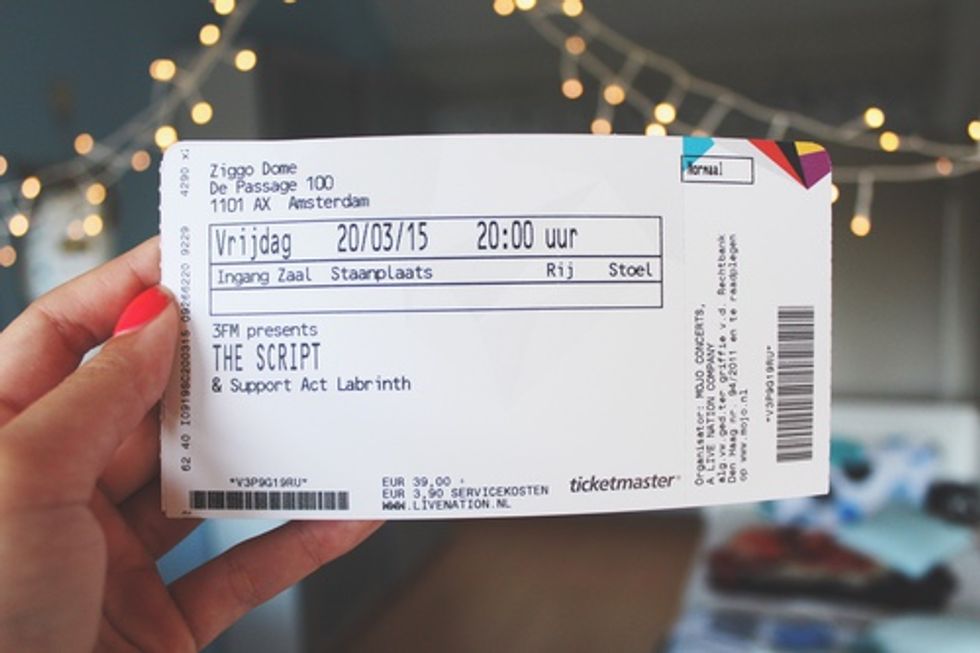 Ziggo Dome
De Passage 100
1101 AX Amsterdam
Vrijdag 20/03/15 20:00 uur
Ingang Zaal Staanplaats Rij Stoel
3FM presents
THE SCRIPT
& Support Act Labrinth
*V3P9G19RU*
EUR 39,00
EUR 3,90 SERVICEKOSTEN
WWW.LIVENATION.NL
ticketmaster
Normaal
Organisator: MOJO CONCERTS,
A LIVE NATION COMPANY
alg.vw.ged.ter griffie v.d. Rechtbank
Den Haag nr. 94/2011 en te raadplegen
op www.mojo.nl
*V3P9G19RU*